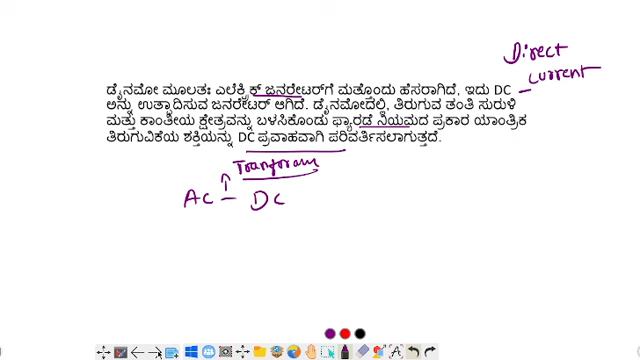 Direct
current
ಡೈನಮೋ ಮೂಲತಃ ಎಲೆಕ್ಟ್ರಿಕ್ ಜನರೇಟರ್‌ಗೆ ಮತ್ತೊಂದು ಹೆಸರಾಗಿದೆ, ಇದು DC
ಅನ್ನು ಉತ್ಪಾದಿಸುವ ಜನರೇಟರ್ ಆಗಿದೆ. ಡೈನಮೋದಲ್ಲಿ, ತಿರುಗುವ ತಂತಿ ಸುರುಳಿ
ಮತ್ತು ಕಾಂತೀಯ ಕ್ಷೇತ್ರವನ್ನು ಬಳಸಿಕೊಂಡು ಫ್ಯಾರಡೆ ನಿಯಮದ ಪ್ರಕಾರ ಯಾಂತ್ರಿಕ
ತಿರುಗುವಿಕೆಯ ಶಕ್ತಿಯನ್ನು DC ಪ್ರವಾಹವಾಗಿ ಪರಿವರ್ತಿಸಲಾಗುತ್ತದೆ.
AC – DC